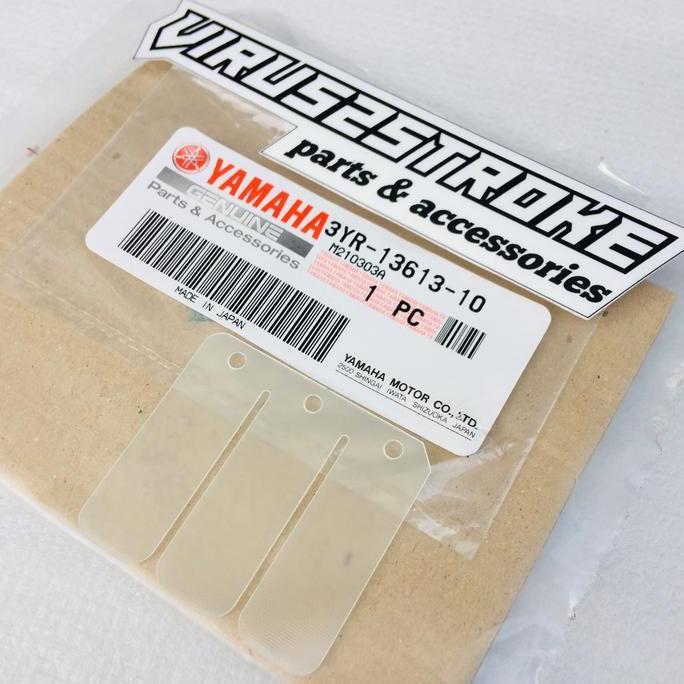 VIRUS2STROKE
parts & accessories
YAMAHA
GENUINE
Parts & Accessories
3YR-13613-10
M210303A
1 PC
MADE IN JAPAN
YAMAHA MOTOR CO.,LTD.
2500 SHINGAI IWATA SHIZUOKA JAPAN